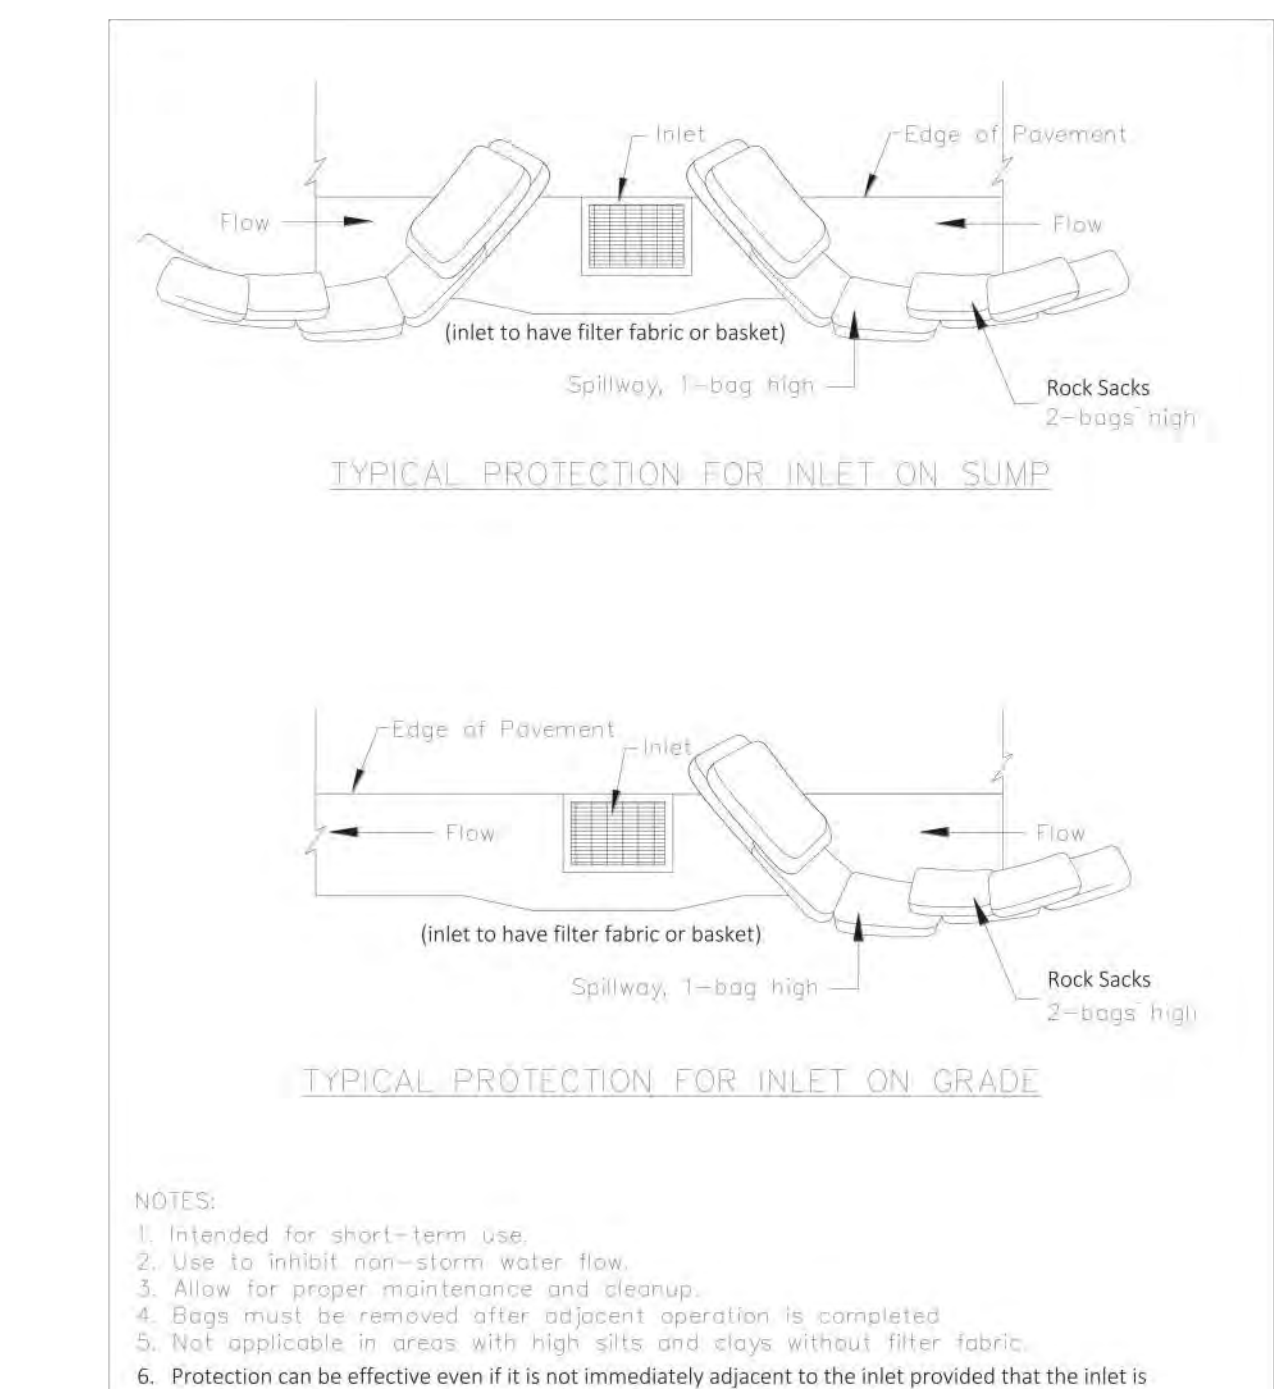 Inlet
Edge of Pavement
Flow
Flow
(inlet to have filter fabric or basket)
Spillway, 1-bag high
Rock Sacks
2-bags high
TYPICAL PROTECTION FOR INLET ON SUMP
Edge of Pavement
Inlet
Flow
Flow
(inlet to have filter fabric or basket)
Spillway, 1-bag high
Rock Sacks
2-bags high
TYPICAL PROTECTION FOR INLET ON GRADE
NOTES:
1. Intended for short-term use.
2. Use to inhibit non-storm water flow.
3. Allow for proper maintenance and cleanup.
4. Bags must be removed after adjacent operation is completed
5. Not applicable in areas with high silts and clays without filter fabric.
6. Protection can be effective even if it is not immediately adjacent to the inlet provided that the inlet is